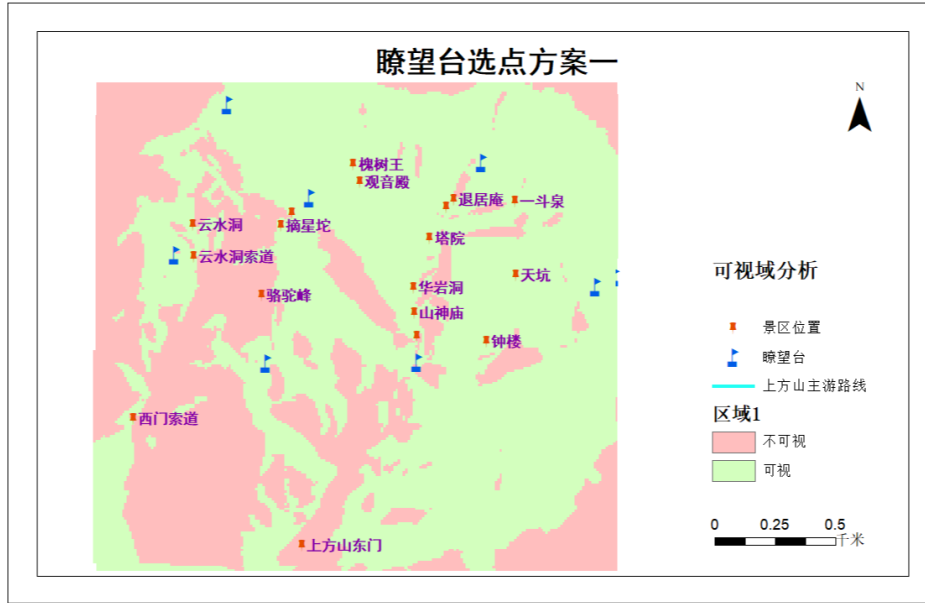 瞭望台选点方案一
N
槐树王
观音殿
退居庵
一斗泉
云水洞
摘星坨
塔院
云水洞索道
天坑
骆驼峰
华岩洞
山神庙
钟楼
西门索道
上方山东门
可视域分析
景区位置
瞭望台
上方山主游路线
区域1
不可视
可视
0 0.25 0.5
千米